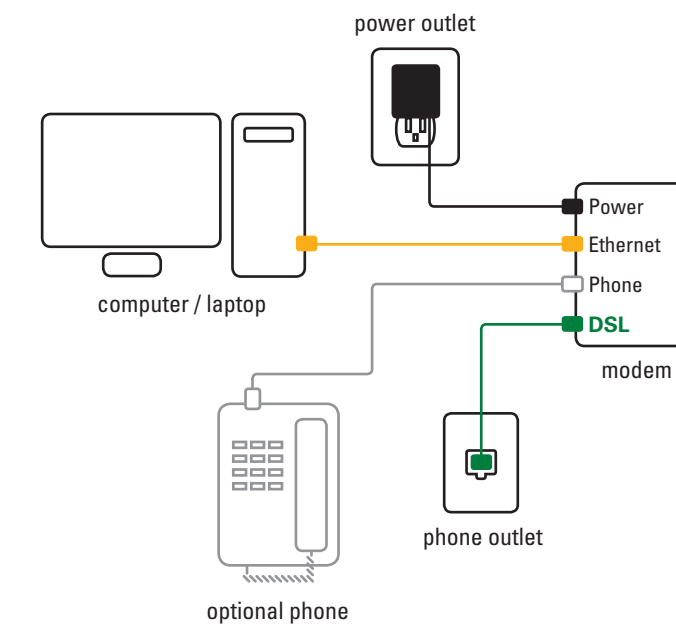 power outlet
Power
Ethernet
Phone
DSL
computer / laptop
modem
phone outlet
optional phone